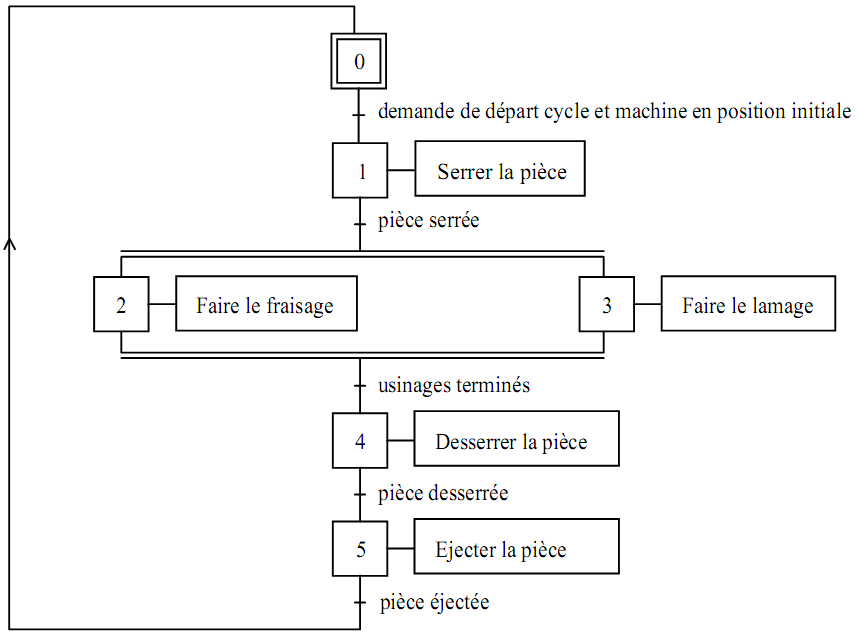 0
demande de départ cycle et machine en position initiale
1
Serrer la pièce
pièce serrée
2
Faire le fraisage
3
Faire le lamage
usinages terminés
4
Desserrer la pièce
pièce desserrée
5
Ejecter la pièce
pièce éjectée